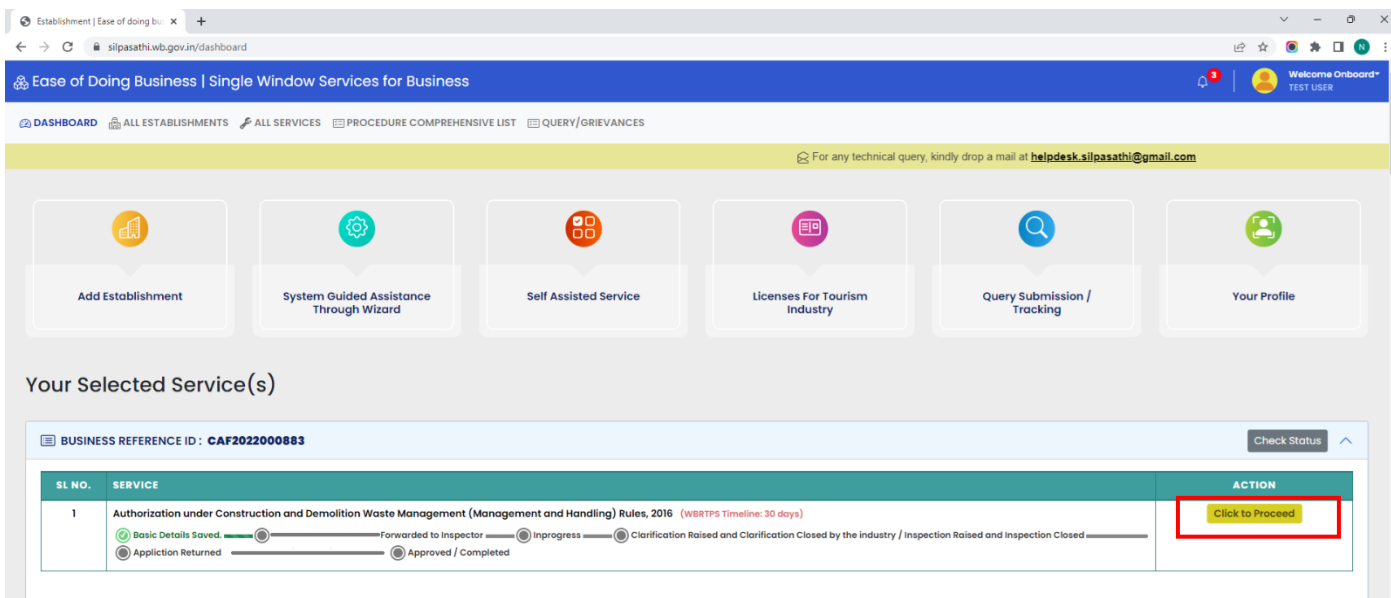 Establishment | Ease of doing bu
silpasathi.wb.gov.in/dashboard
N
Ease of Doing Business | Single Window Services for Business
3
Welcome Onboard
TEST USER
DASHBOARD ALL ESTABLISHMENTS ALL SERVICES PROCEDURE COMPREHENSIVE LIST QUERY/GRIEVANCES
For any technical query, kindly drop a mail at helpdesk.silpasathi@gmail.com
Add Establishment
System Guided Assistance
Through Wizard
Self Assisted Service
Licenses For Tourism
Industry
Query Submission /
Tracking
Your Profile
Your Selected Service(s)
BUSINESS REFERENCE ID : CAF2022000883 Check Status
SL NO. SERVICE ACTION
1 Authorization under Construction and Demolition Waste Management (Management and Handling) Rules, 2016 (WBRTPS Timeline: 30 days) Click to Proceed
Basic Details Saved. Forwarded to Inspector Inprogress Clarification Raised and Clarification Closed by the industry / Inspection Raised and Inspection Closed
Appliction Returned Approved / Completed